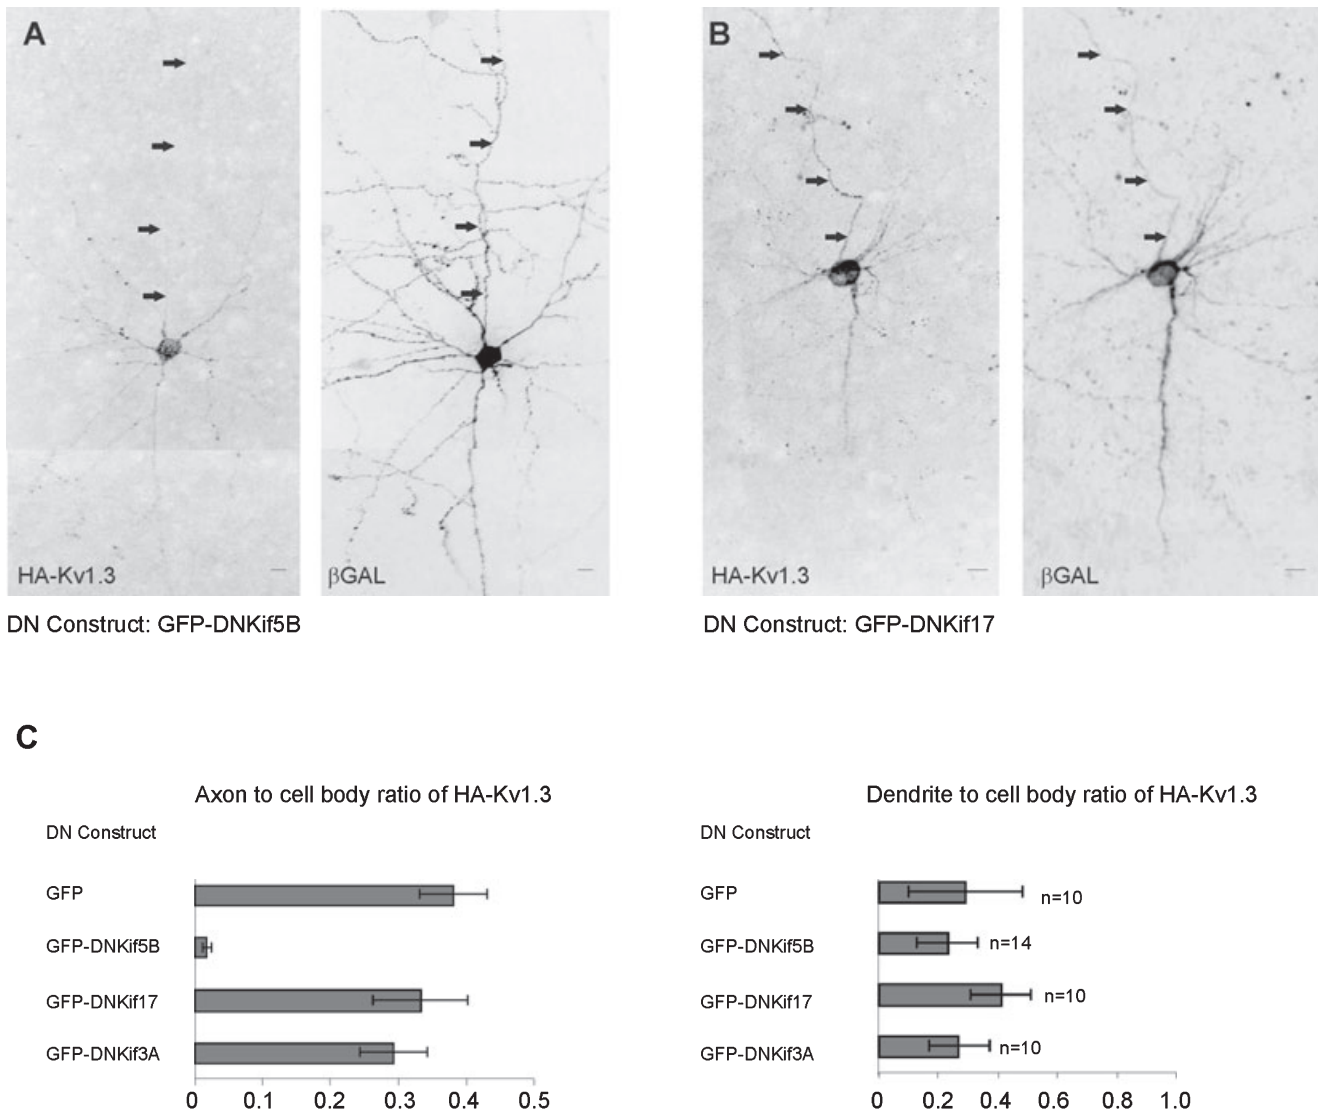 A
B
HA-Kv1.3
βGAL
HA-Kv1.3
βGAL
DN Construct: GFP-DNKif5B
DN Construct: GFP-DNKif17
C
Axon to cell body ratio of HA-Kv1.3
DN Construct
GFP
GFP-DNKif5B
GFP-DNKif17
GFP-DNKif3A
0 0.1 0.2 0.3 0.4 0.5
Dendrite to cell body ratio of HA-Kv1.3
DN Construct
GFP n=10
GFP-DNKif5B n=14
GFP-DNKif17 n=10
GFP-DNKif3A n=10
0 0.2 0.4 0.6 0.8 1.0